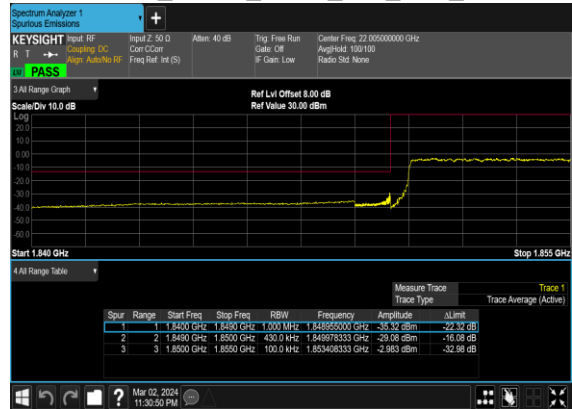 Spectrum Analyzer 1
Spurious Emissions
KEYSIGHT Input: RF Input Z: 50 Ω Atten: 40 dB Trig: Free Run Center Freq: 22.005000000 GHz
R T Coupling: DC Corr CCorr Gate: Off Avg|Hold: 100/100
Align: Auto/No RF Freq Ref: Int (S) IF Gain: Low Radio Std: None
LW PASS
3 All Range Graph
Ref Lvl Offset 8.00 dB
Scale/Div 10.0 dB Ref Value 30.00 dBm
Log
20.0
10.0
0.00
-10.0
-20.0
-30.0
-40.0
-50.0
-60.0
Start 1.840 GHz Stop 1.855 GHz
4 All Range Table
Measure Trace Trace 1
Trace Type Trace Average (Active)
Spur Range Start Freq Stop Freq RBW Frequency Amplitude ΔLimit
1 1 1.8400 GHz 1.8490 GHz 1.000 MHz 1.848955000 GHz -35.32 dBm -22.32 dB
2 2 1.8490 GHz 1.8500 GHz 430.0 kHz 1.849978333 GHz -29.08 dBm -16.08 dB
3 3 1.8500 GHz 1.8550 GHz 100.0 kHz 1.853408333 GHz -2.983 dBm -32.98 dB
? Mar 02, 2024
11:30:50 PM